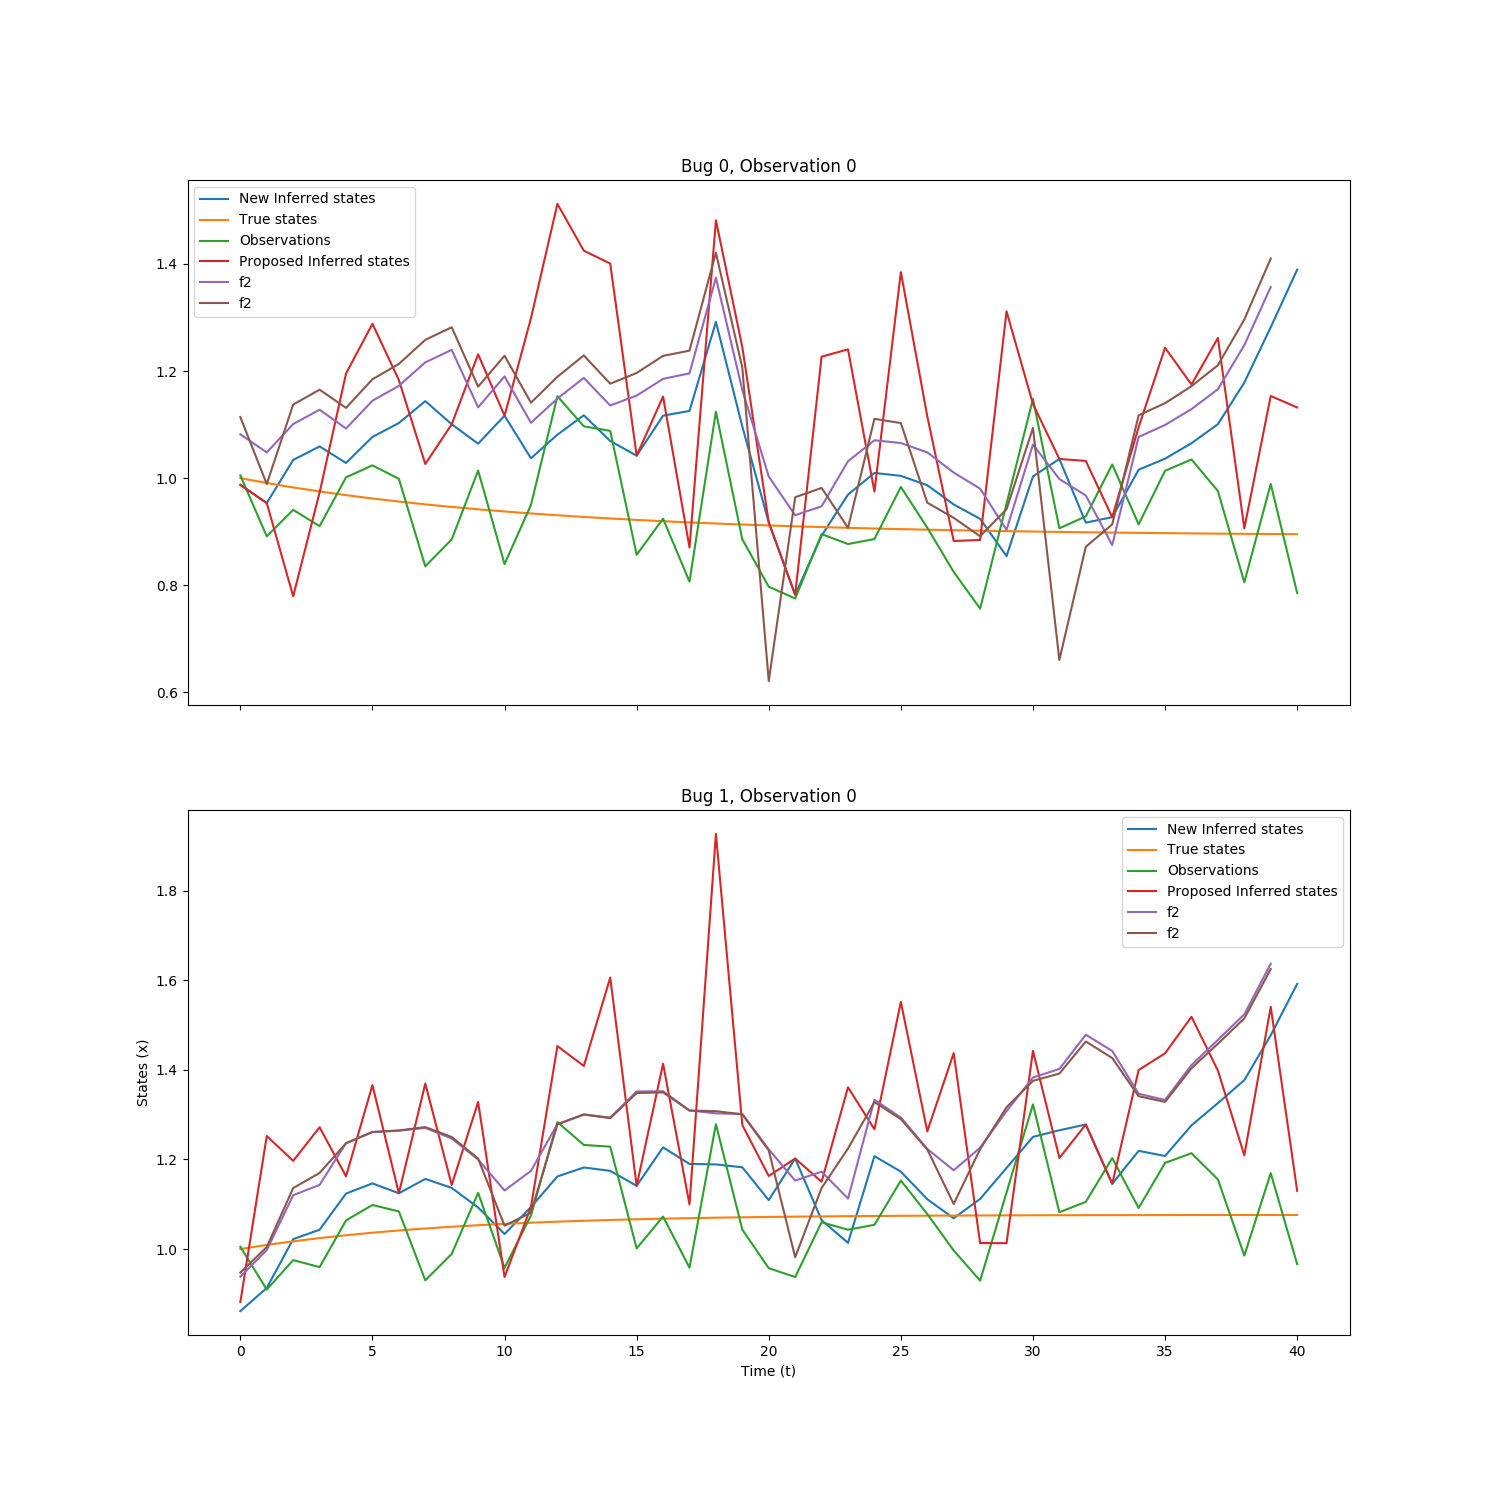 Bug 0, Observation 0
New Inferred states
True states
Observations
Proposed Inferred states
f2
f2
1.4
1.2
1.0
0.8
0.6
Bug 1, Observation 0
New Inferred states
True states
Observations
Proposed Inferred states
f2
f2
1.8
1.6
1.4
1.2
1.0
States (x)
0 5 10 15 20 25 30 35 40
Time (t)